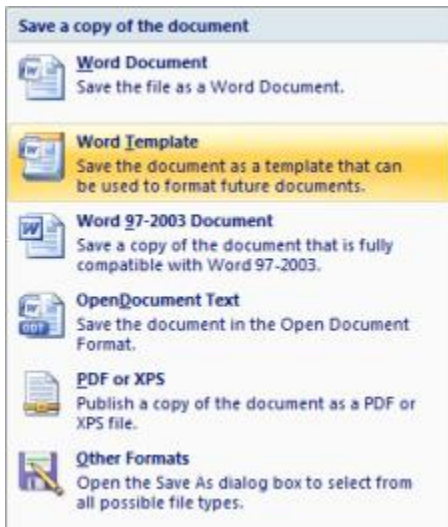 Save a copy of the document
Word Document
Save the file as a Word Document.
Word Template
Save the document as a template that can
be used to format future documents.
Word 97-2003 Document
Save a copy of the document that is fully
compatible with Word 97-2003.
OpenDocument Text
Save the document in the Open Document
Format.
ODT
PDF or XPS
Publish a copy of the document as a PDF or
XPS file.
Other Formats
Open the Save As dialog box to select from
all possible file types.